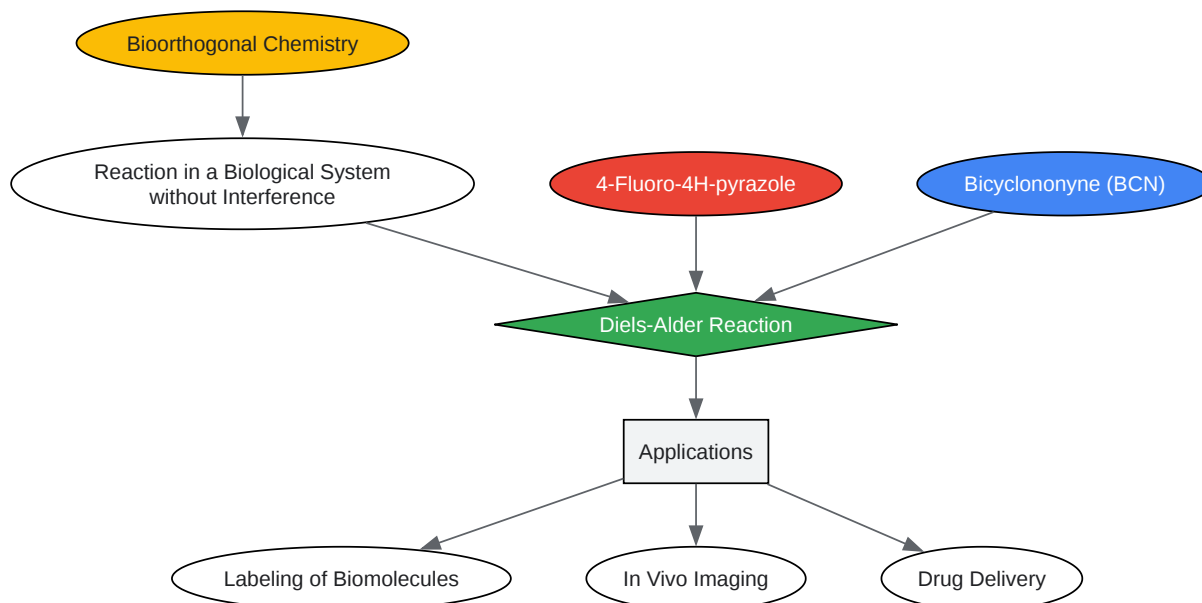 Bioorthogonal Chemistry
Reaction in a Biological System
without Interference
4-Fluoro-4H-pyrazole
Bicyclononyne (BCN)
Diels-Alder Reaction
Applications
Labeling of Biomolecules
In Vivo Imaging
Drug Delivery